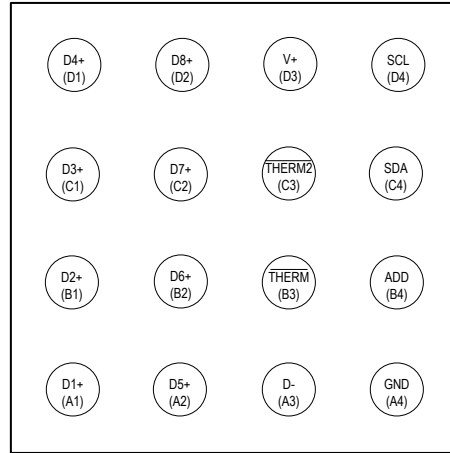 D4+
(D1)
D8+
(D2)
V+
(D3)
SCL
(D4)
D3+
(C1)
D7+
(C2)
THERM2
(C3)
SDA
(C4)
D2+
(B1)
D6+
(B2)
THERM
(B3)
ADD
(B4)
D1+
(A1)
D5+
(A2)
D-
(A3)
GND
(A4)